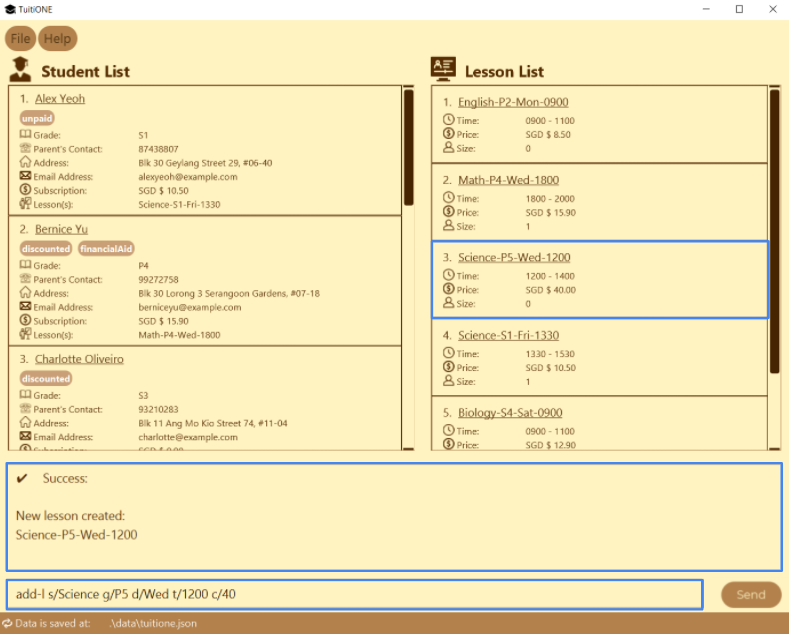 TuitiONE
File Help
Student List
1. Alex Yeoh
unpaid
Grade: S1
Parent's Contact: 87438807
Address: Blk 30 Geylang Street 29, #06-40
Email Address: alexyeoh@example.com
Subscription: SGD $ 10.50
Lesson(s): Science-S1-Fri-1330
2. Bernice Yu
discounted financialAid
Grade: P4
Parent's Contact: 99272758
Address: Blk 30 Lorong 3 Serangoon Gardens, #07-18
Email Address: berniceyu@example.com
Subscription: SGD $ 15.90
Lesson(s): Math-P4-Wed-1800
3. Charlotte Oliveiro
discounted
Grade: S3
Parent's Contact: 93210283
Address: Blk 11 Ang Mo Kio Street 74, #11-04
Email Address: charlotte@example.com
Subscription: SGD $ 0.00
Lesson List
1. English-P2-Mon-0900
Time: 0900 - 1100
Price: SGD $ 8.50
Size: 0
2. Math-P4-Wed-1800
Time: 1800 - 2000
Price: SGD $ 15.90
Size: 1
3. Science-P5-Wed-1200
Time: 1200 - 1400
Price: SGD $ 40.00
Size: 0
4. Science-S1-Fri-1330
Time: 1330 - 1530
Price: SGD $ 10.50
Size: 1
5. Biology-S4-Sat-0900
Time: 0900 - 1100
Price: SGD $ 12.90
✔ Success:
New lesson created:
Science-P5-Wed-1200
add-l s/Science g/P5 d/Wed t/1200 c/40
Send
Data is saved at: .\data\tuitione.json